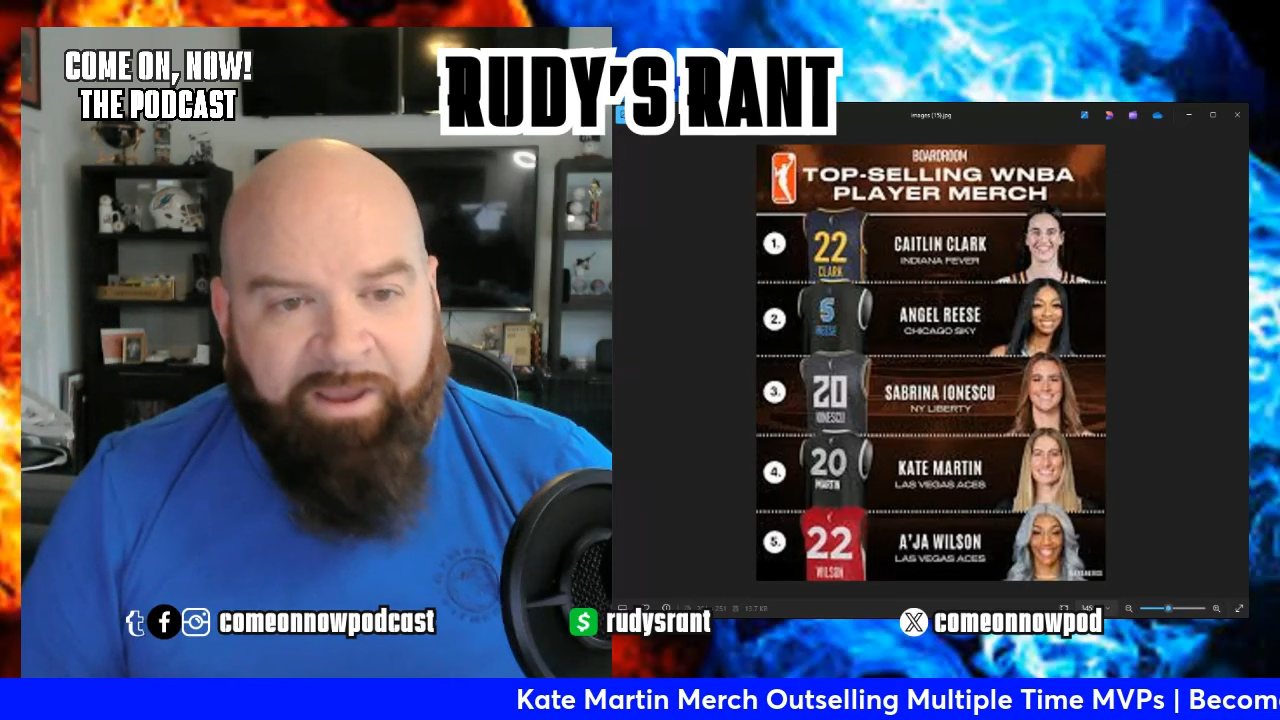 COME ON, NOW!
THE PODCAST
RUDY'S RANT
images (15).jpg
BOARDROOM
TOP-SELLING WNBA
PLAYER MERCH
1.
22
CLARK
CAITLIN CLARK
INDIANA FEVER
2.
5
REESE
ANGEL REESE
CHICAGO SKY
3.
20
IONESCU
SABRINA IONESCU
NY LIBERTY
4.
20
MARTIN
KATE MARTIN
LAS VEGAS ACES
5.
22
WILSON
A'JA WILSON
LAS VEGAS ACES
comeonnowpodcast
$ rudysrant
comeonnowpod
Kate Martin Merch Outselling Multiple Time MVPs | Becom